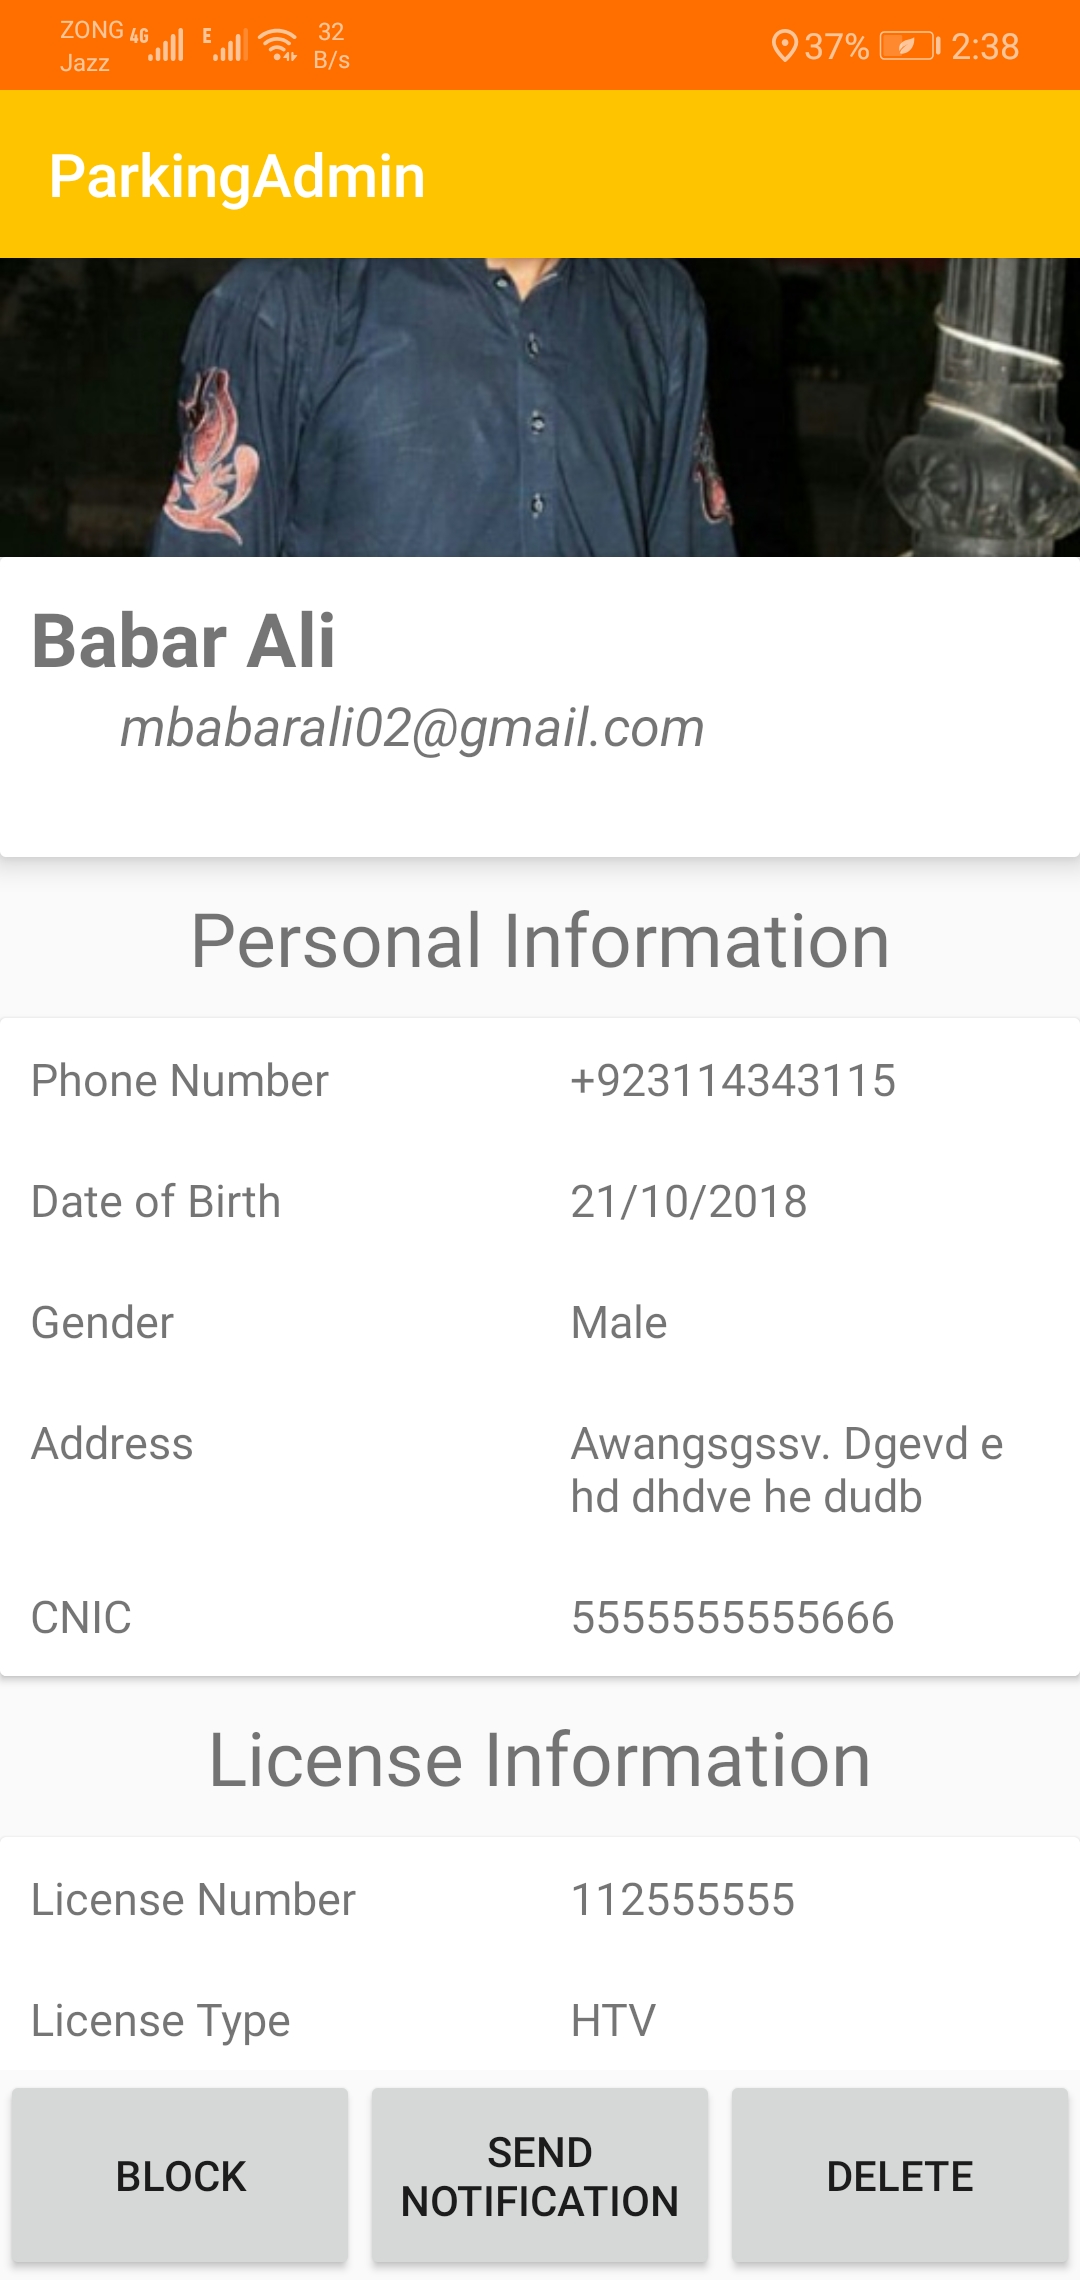 ZONG 4G E 32 37% 2:38
Jazz B/s
ParkingAdmin
Babar Ali
mbabarali02@gmail.com
Personal Information
Phone Number +923114343115
Date of Birth 21/10/2018
Gender Male
Address Awangsgssv. Dgevd e
hd dhdve he dudb
CNIC 5555555555666
License Information
License Number 112555555
License Type HTV
BLOCK
SEND
NOTIFICATION
DELETE